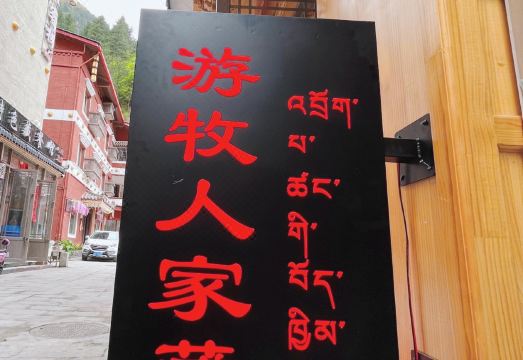 游牧人家
འབྲོག་
པ་
ཚང་
གི་
བོད་
ཁྱིམ་